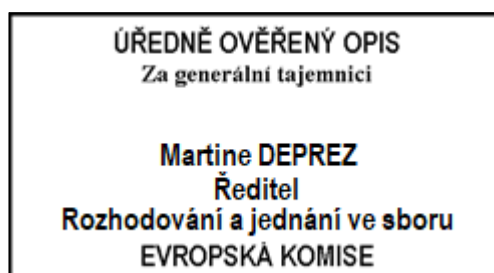 ÚŘEDNĚ OVĚŘENÝ OPIS
Za generální tajemnici
Martine DEPREZ
Ředitel
Rozhodování a jednání ve sboru
EVROPSKÁ KOMISE